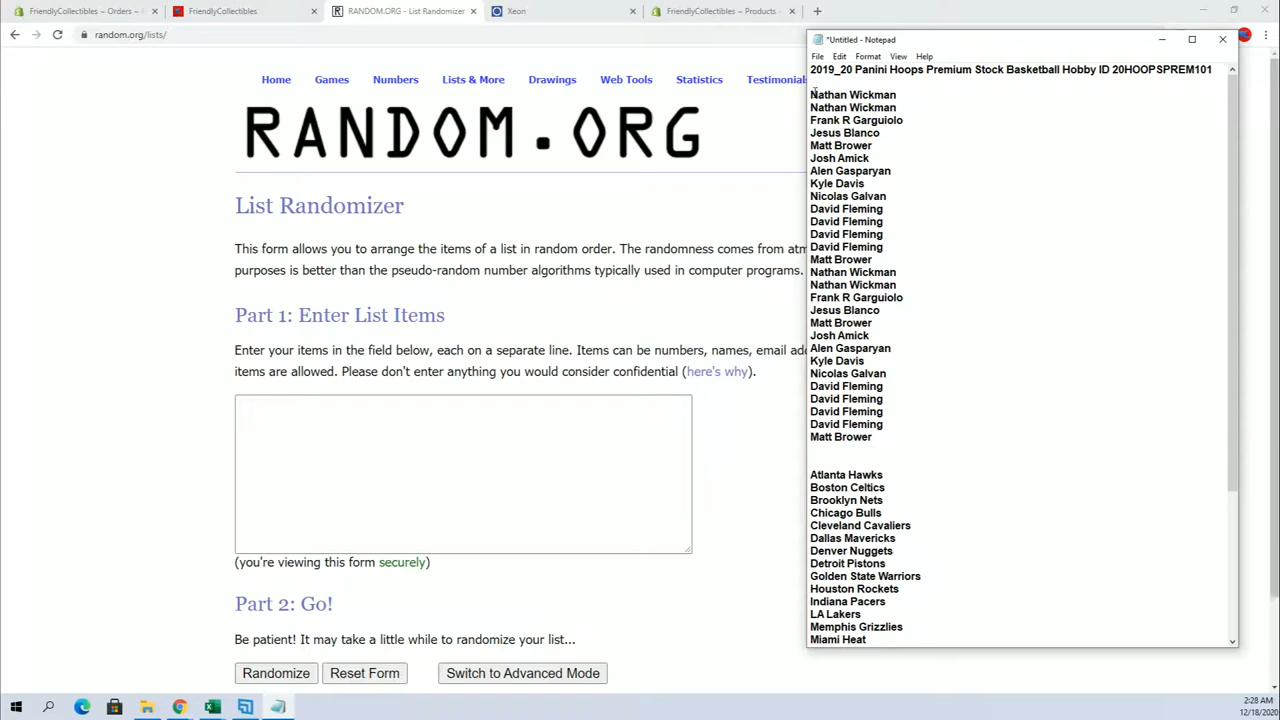 FriendlyCollectibles – Orders –
FriendlyCollectibles
RANDOM.ORG - List Randomizer
Xeon
FriendlyCollectibles – Products –
random.org/lists/
Home
Games
Numbers
Lists & More
Drawings
Web Tools
Statistics
Testimonials
RANDOM.ORG
List Randomizer
This form allows you to arrange the items of a list in random order. The randomness comes from
purposes is better than the pseudo-random number algorithms typically used in computer programs.
Part 1: Enter List Items
Enter your items in the field below, each on a separate line. Items can be numbers, names, email
items are allowed. Please don't enter anything you would consider confidential (here's why).
(you're viewing this form securely)
Part 2: Go!
Be patient! It may take a little while to randomize your list...
Randomize
Reset Form
Switch to Advanced Mode
*Untitled - Notepad
File Edit Format View Help
2019_20 Panini Hoops Premium Stock Basketball Hobby ID 20HOOPSPREM101
Nathan Wickman
Nathan Wickman
Frank R Garguiolo
Jesus Blanco
Matt Brower
Josh Amick
Alen Gasparyan
Kyle Davis
Nicolas Galvan
David Fleming
David Fleming
David Fleming
David Fleming
Matt Brower
Nathan Wickman
Nathan Wickman
Frank R Garguiolo
Jesus Blanco
Matt Brower
Josh Amick
Alen Gasparyan
Kyle Davis
Nicolas Galvan
David Fleming
David Fleming
David Fleming
David Fleming
Matt Brower
Atlanta Hawks
Boston Celtics
Brooklyn Nets
Chicago Bulls
Cleveland Cavaliers
Dallas Mavericks
Denver Nuggets
Detroit Pistons
Golden State Warriors
Houston Rockets
Indiana Pacers
LA Lakers
Memphis Grizzlies
Miami Heat
2:28 AM
12/18/2020